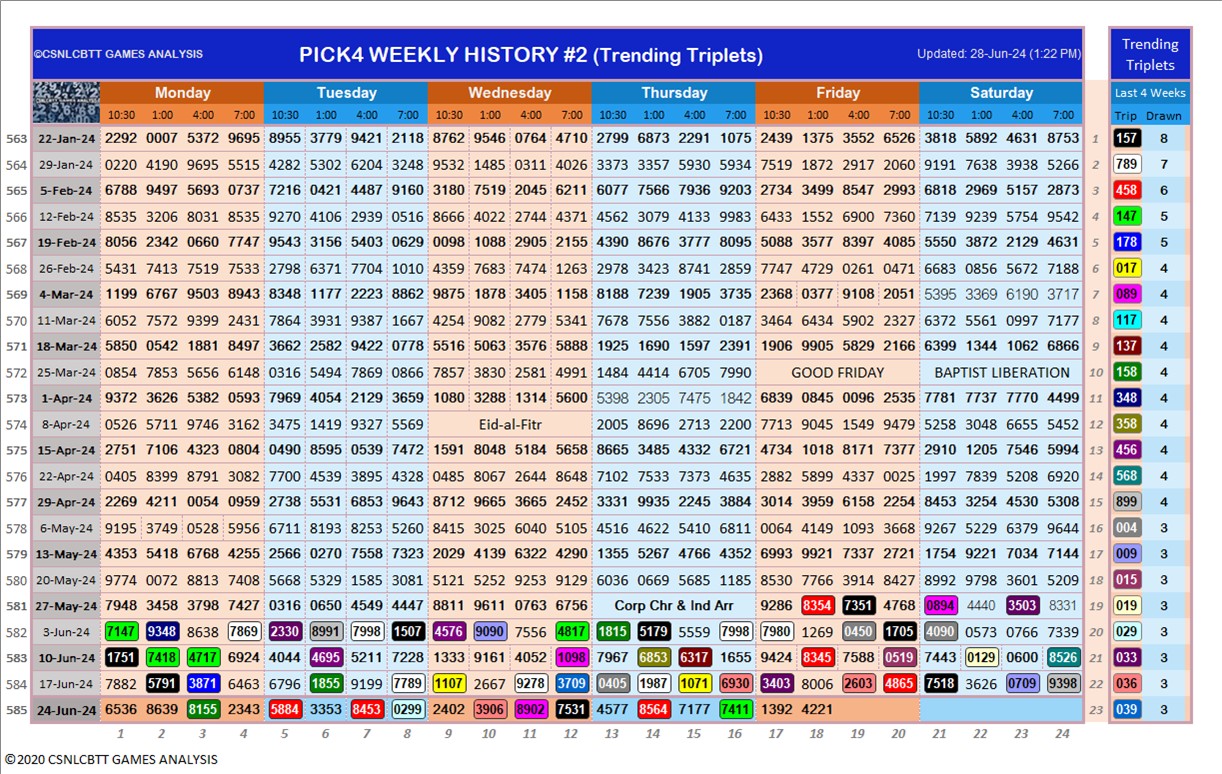 ©CSNLCBTT GAMES ANALYSIS PICK4 WEEKLY HISTORY #2 (Trending Triplets) Updated: 28-Jun-24 (1:22 PM) Trending Triplets
Monday Tuesday Wednesday Thursday Friday Saturday Last 4 Weeks
10:30 1:00 4:00 7:00 10:30 1:00 4:00 7:00 10:30 1:00 4:00 7:00 10:30 1:00 4:00 7:00 10:30 1:00 4:00 7:00 10:30 1:00 4:00 7:00 Trip Drawn
563 22-Jan-24 2292 0007 5372 9695 8955 3779 9421 2118 8762 9546 0764 4710 2799 6873 2291 1075 2439 1375 3552 6526 3818 5892 4631 8753 1 157 8
564 29-Jan-24 0220 4190 9695 5515 4282 5302 6204 3248 9532 1485 0311 4026 3373 3357 5930 5934 7519 1872 2917 2060 9191 7638 3938 5266 2 789 7
565 5-Feb-24 6788 9497 5693 0737 7216 0421 4487 9160 3180 7519 2045 6211 6077 7566 7936 9203 2734 3499 8547 2993 6818 2969 5157 2873 3 458 6
566 12-Feb-24 8535 3206 8031 8535 9270 4106 2939 0516 8666 4022 2744 4371 4562 3079 4133 9983 6433 1552 6900 7360 7139 9239 5754 9542 4 147 5
567 19-Feb-24 8056 2342 0660 7747 9543 3156 5403 0629 0098 1088 2905 2155 4390 8676 3777 8095 5088 3577 8397 4085 5550 3872 2129 4631 5 178 5
568 26-Feb-24 5431 7413 7519 7533 2798 6371 7704 1010 4359 7683 7474 1263 2978 3423 8741 2859 7747 4729 0261 0471 6683 0856 5672 7188 6 017 4
569 4-Mar-24 1199 6767 9503 8943 8348 1177 2223 8862 9875 1878 3405 1158 8188 7239 1905 3735 2368 0377 9108 2051 5395 3369 6190 3717 7 089 4
570 11-Mar-24 6052 7572 9399 2431 7864 3931 9387 1667 4254 9082 2779 5341 7678 7556 3882 0187 3464 6434 5902 2327 6372 5561 0997 7177 8 117 4
571 18-Mar-24 5850 0542 1881 8497 3662 2582 9422 0778 9516 5063 3576 5888 1925 1690 1597 2391 1906 9905 5829 2166 6399 1344 1062 6866 9 137 4
572 25-Mar-24 0854 7853 5656 6148 0316 5494 7869 0866 7857 3830 2581 4991 1484 4414 6705 7990 GOOD FRIDAY BAPTIST LIBERATION 10 158 4
573 1-Apr-24 9372 3626 5382 0593 7969 4054 2129 3659 1080 3288 1314 5600 5398 2305 7475 1842 6839 0845 0096 2535 7781 7737 7770 4499 11 348 4
574 8-Apr-24 0526 5711 9746 3162 3475 1419 9327 5569 Eid-al-Fitr 2005 8696 2713 2200 7713 9045 1549 9479 5258 3048 6655 5452 12 358 4
575 15-Apr-24 2751 7106 4323 0804 0490 8595 0539 7472 1591 8048 5184 5658 8665 3485 4332 6721 4734 1018 8171 7377 2910 1205 7546 5994 13 456 4
576 22-Apr-24 0405 8399 8791 3082 7700 4539 3895 4328 0485 8067 2644 8648 7102 7533 7373 4635 2882 5899 4337 0025 1997 7839 5208 6920 14 568 4
577 29-Apr-24 2269 4211 0054 0959 2738 5531 6853 9643 9712 9665 3665 2452 3331 9935 2245 3884 3014 3959 6158 2254 8453 3254 4530 5308 15 899 4
578 6-May-24 9195 3749 0528 5956 6711 8193 8253 5260 8415 3025 6040 5105 4516 4622 5410 6811 0064 4149 1093 3668 9267 5229 6379 9644 16 004 3
579 13-May-24 4353 5418 6768 4255 2566 0270 7558 7323 2029 4139 6322 4290 1355 5267 4766 4352 6993 9921 7337 2721 1754 9221 7034 7144 17 009 3
580 20-May-24 9774 0072 8813 7408 5668 5329 1585 3081 5121 5252 9253 9129 6036 0669 5685 1185 8530 7766 3914 8427 8992 9798 3601 5209 18 015 3
581 27-May-24 7948 3458 3798 7427 0316 0650 4549 4447 8811 9611 0763 6756 Corp Chr & Ind Arr 9286 8354 7351 4768 0894 4440 3503 8331 19 019 3
582 3-Jun-24 7147 9348 8638 7869 2330 8991 7998 1507 4576 9090 7556 4817 1815 5179 5559 7998 7980 1269 0450 1705 4090 0573 0766 7339 20 029 3
583 10-Jun-24 1751 7418 4717 6924 4044 4695 5211 7228 1333 9161 4052 1098 7967 6853 6317 1655 9424 8345 7588 0519 7443 0129 0600 8526 21 033 3
584 17-Jun-24 7882 5791 3871 6463 6796 1855 9199 7789 1107 2667 9278 3709 0405 1987 1071 6930 3403 8006 2603 4865 7518 3626 0709 9398 22 036 3
585 24-Jun-24 6536 8639 8155 2343 5884 3353 8453 0299 2402 3906 8902 7531 4577 8564 7177 7411 1392 4221 23 039 3
1 2 3 4 5 6 7 8 9 10 11 12 13 14 15 16 17 18 19 20 21 22 23 24
©2020 CSNLCBTT GAMES ANALYSIS